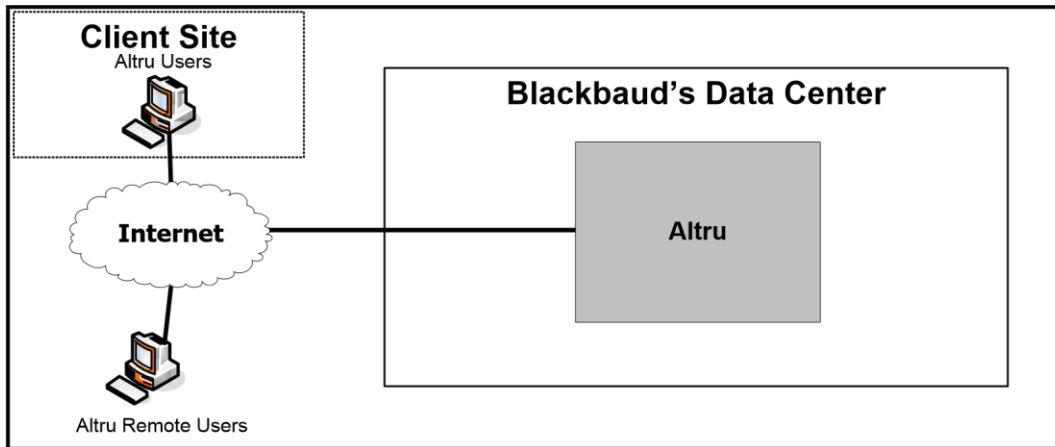 Client Site
Altru Users
Blackbaud's Data Center
Internet
Altru
Altru Remote Users